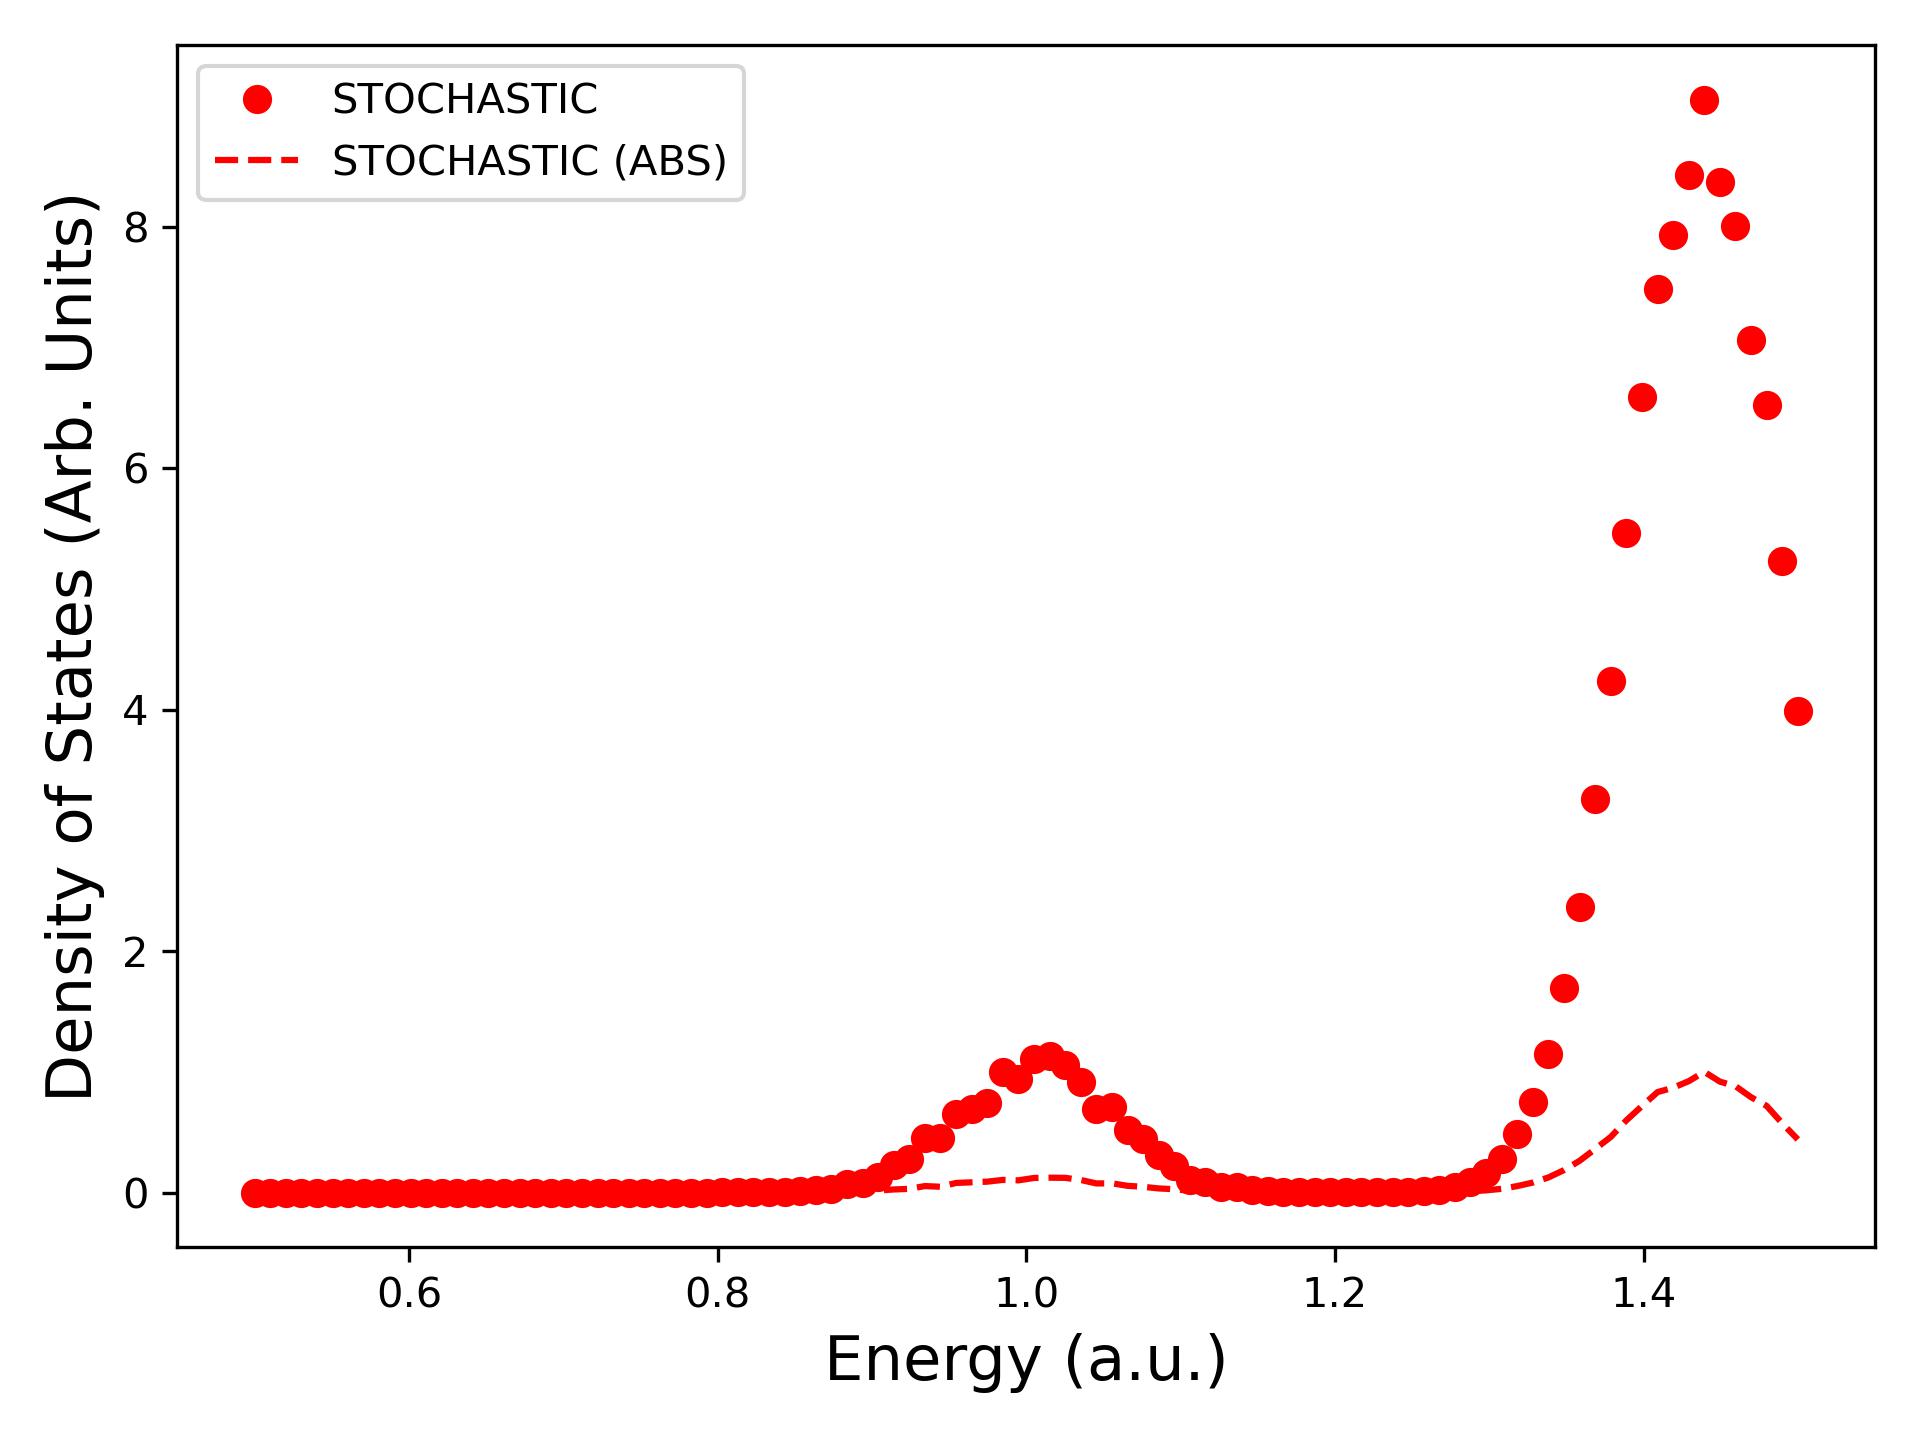 STOCHASTIC
STOCHASTIC (ABS)
Density of States (Arb. Units)
8
6
4
2
0
0.6 0.8 1.0 1.2 1.4
Energy (a.u.)